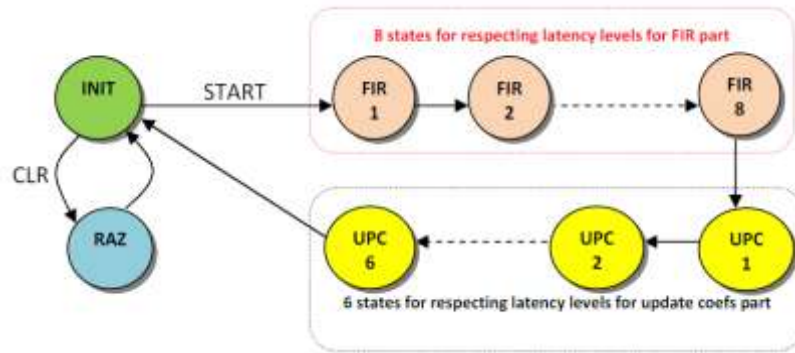 8 states for respecting latency levels for FIR part
INIT
START
FIR
1
FIR
2
FIR
8
CLR
RAZ
UPC
6
UPC
2
UPC
1
6 states for respecting latency levels for update coefs part